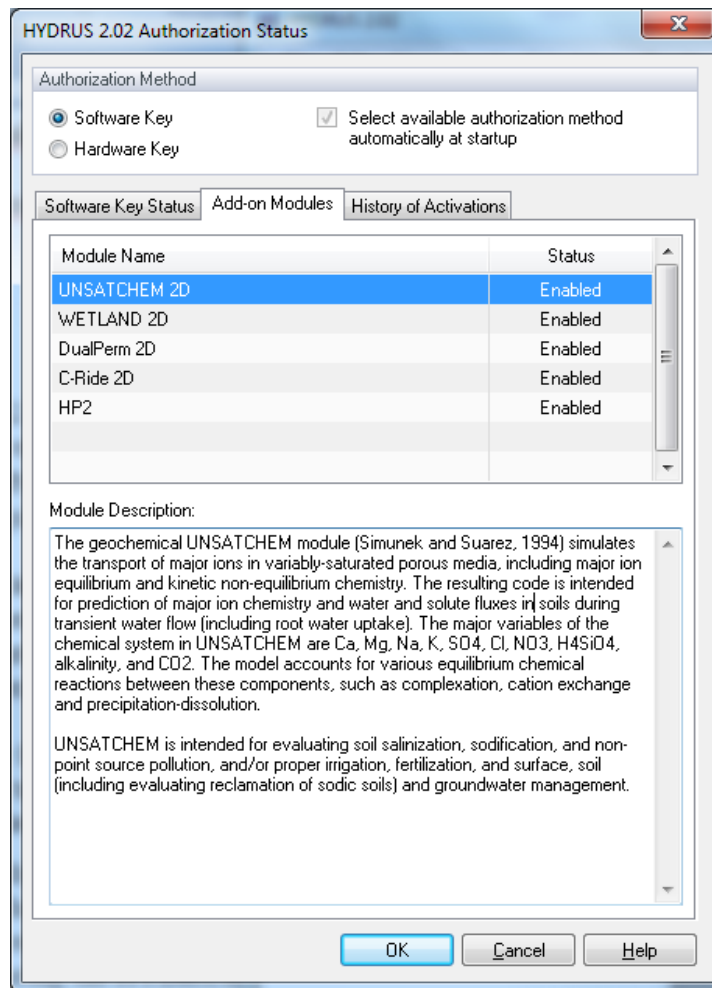 HYDRUS 2.02 Authorization Status
Authorization Method
Software Key
Select available authorization method
automatically at startup
Hardware Key
Software Key Status
Add-on Modules
History of Activations
Module Name Status
UNSATCHEM 2D Enabled
WETLAND 2D Enabled
DualPerm 2D Enabled
C-Ride 2D Enabled
HP2 Enabled
Module Description:
The geochemical UNSATCHEM module (Simunek and Suarez, 1994) simulates
the transport of major ions in variably-saturated porous media, including major ion
equilibrium and kinetic non-equilibrium chemistry. The resulting code is intended
for prediction of major ion chemistry and water and solute fluxes in soils during
transient water flow (including root water uptake). The major variables of the
chemical system in UNSATCHEM are Ca, Mg, Na, K, SO4, Cl, NO3, H4SiO4,
alkalinity, and CO2. The model accounts for various equilibrium chemical
reactions between these components, such as complexation, cation exchange
and precipitation-dissolution.
UNSATCHEM is intended for evaluating soil salinization, sodification, and non-
point source pollution, and/or proper irrigation, fertilization, and surface, soil
(including evaluating reclamation of sodic soils) and groundwater management.
OK Cancel Help